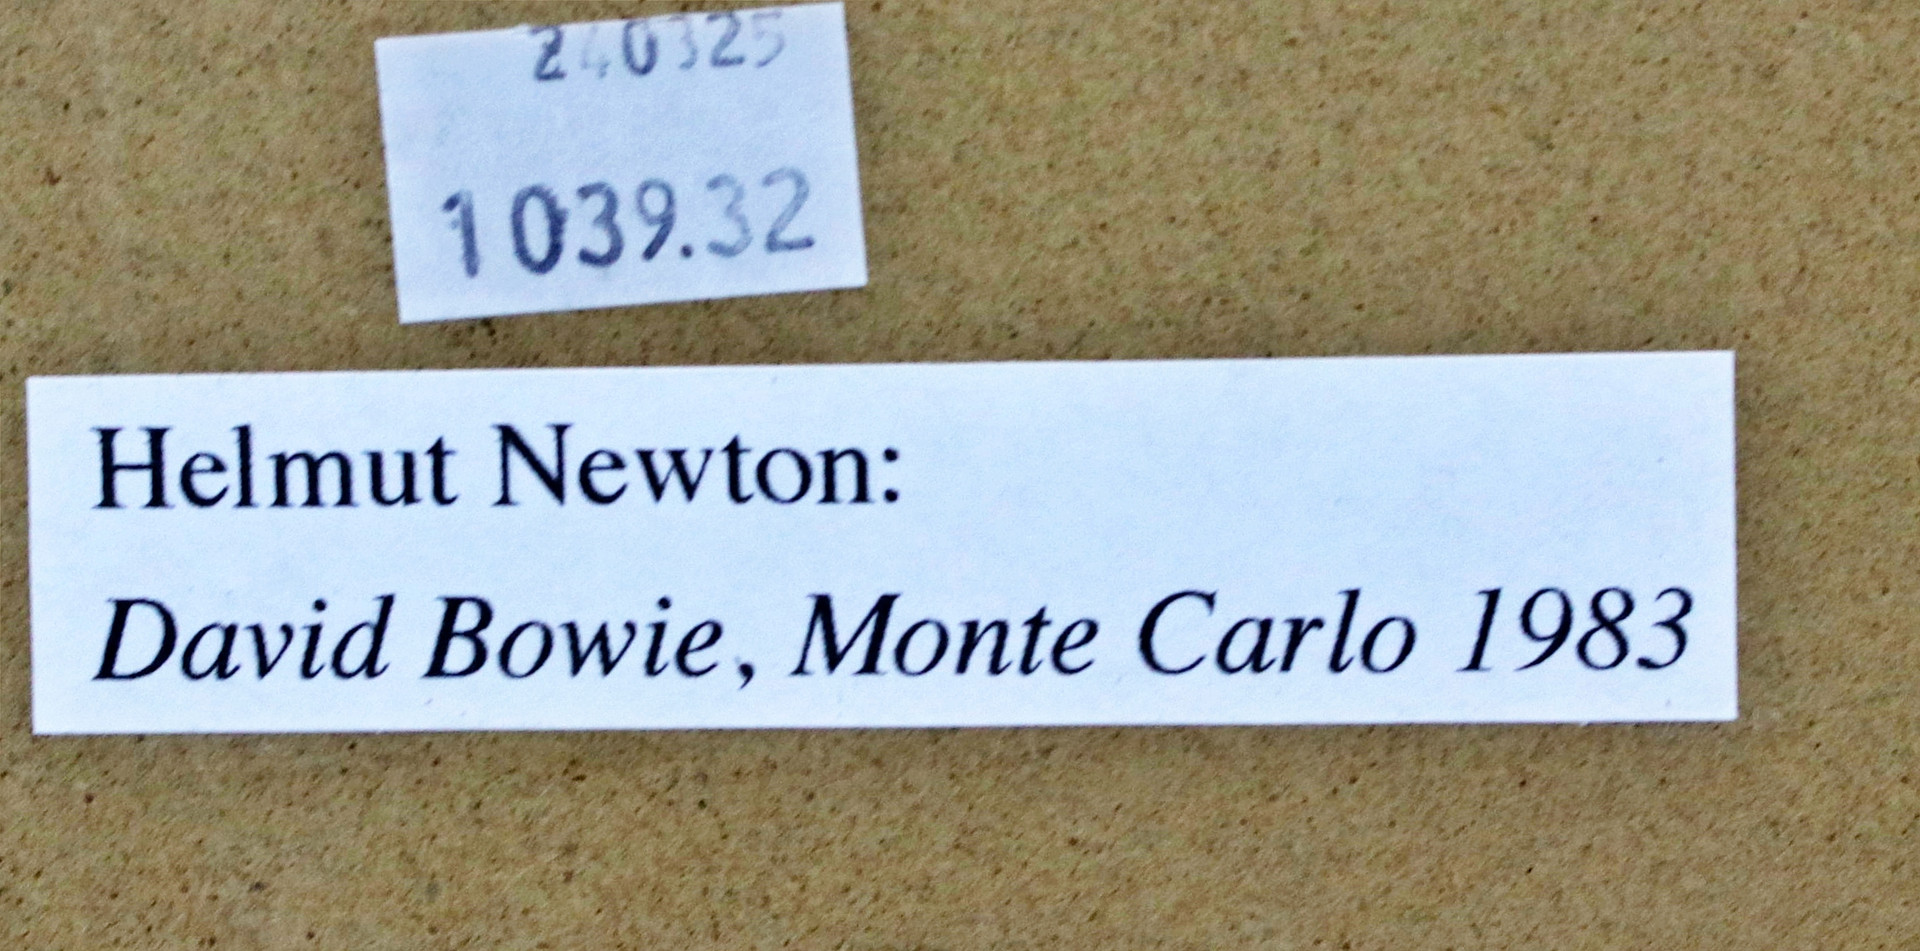 240325
1039.32
Helmut Newton:
David Bowie, Monte Carlo 1983